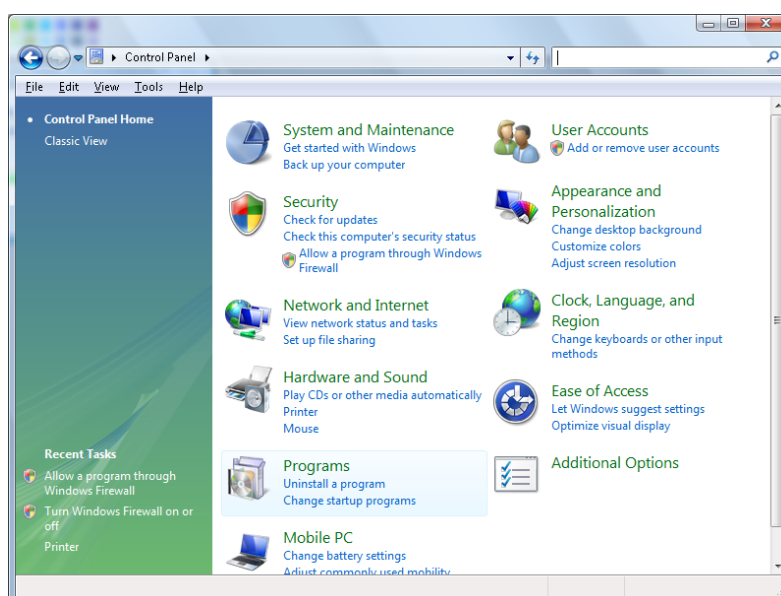 Control Panel
File Edit View Tools Help
Control Panel Home
Classic View
System and Maintenance
Get started with Windows
Back up your computer
Security
Check for updates
Check this computer's security status
Allow a program through Windows
Firewall
Network and Internet
View network status and tasks
Set up file sharing
Hardware and Sound
Play CDs or other media automatically
Printer
Mouse
Programs
Uninstall a program
Change startup programs
Mobile PC
Change battery settings
Adjust commonly used mobility
User Accounts
Add or remove user accounts
Appearance and
Personalization
Change desktop background
Customize colors
Adjust screen resolution
Clock, Language, and
Region
Change keyboards or other input
methods
Ease of Access
Let Windows suggest settings
Optimize visual display
Additional Options
Recent Tasks
Allow a program through
Windows Firewall
Turn Windows Firewall on or
off
Printer